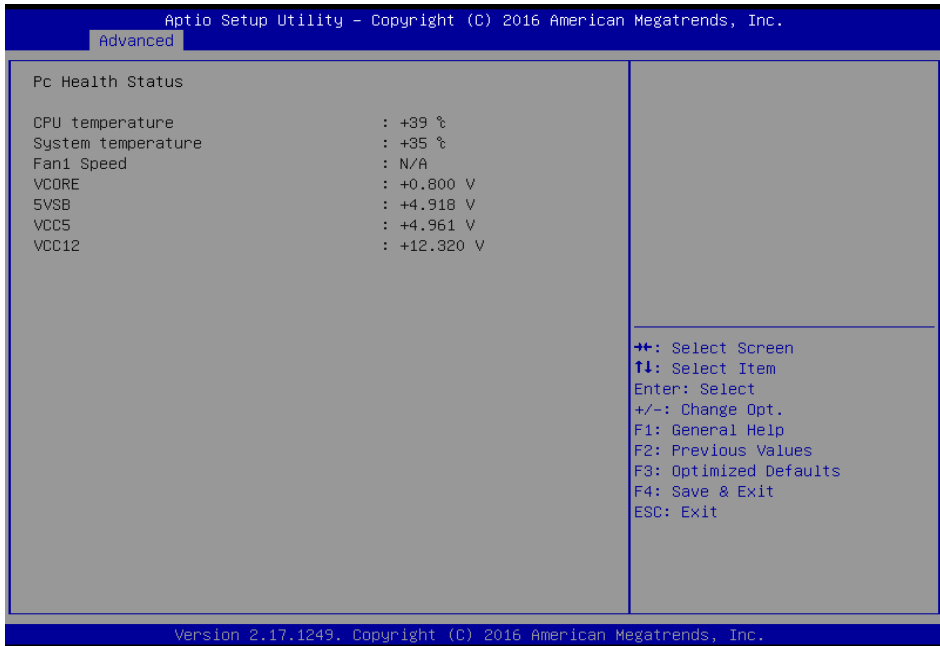 Aptio Setup Utility – Copyright (C) 2016 American Megatrends, Inc.
Advanced
Pc Health Status
CPU temperature : +39 ℃
System temperature : +35 ℃
Fan1 Speed : N/A
VCORE : +0.800 V
5VSB : +4.918 V
VCC5 : +4.961 V
VCC12 : +12.320 V
→←: Select Screen
↑↓: Select Item
Enter: Select
+/-: Change Opt.
F1: General Help
F2: Previous Values
F3: Optimized Defaults
F4: Save & Exit
ESC: Exit
Version 2.17.1249. Copyright (C) 2016 American Megatrends, Inc.